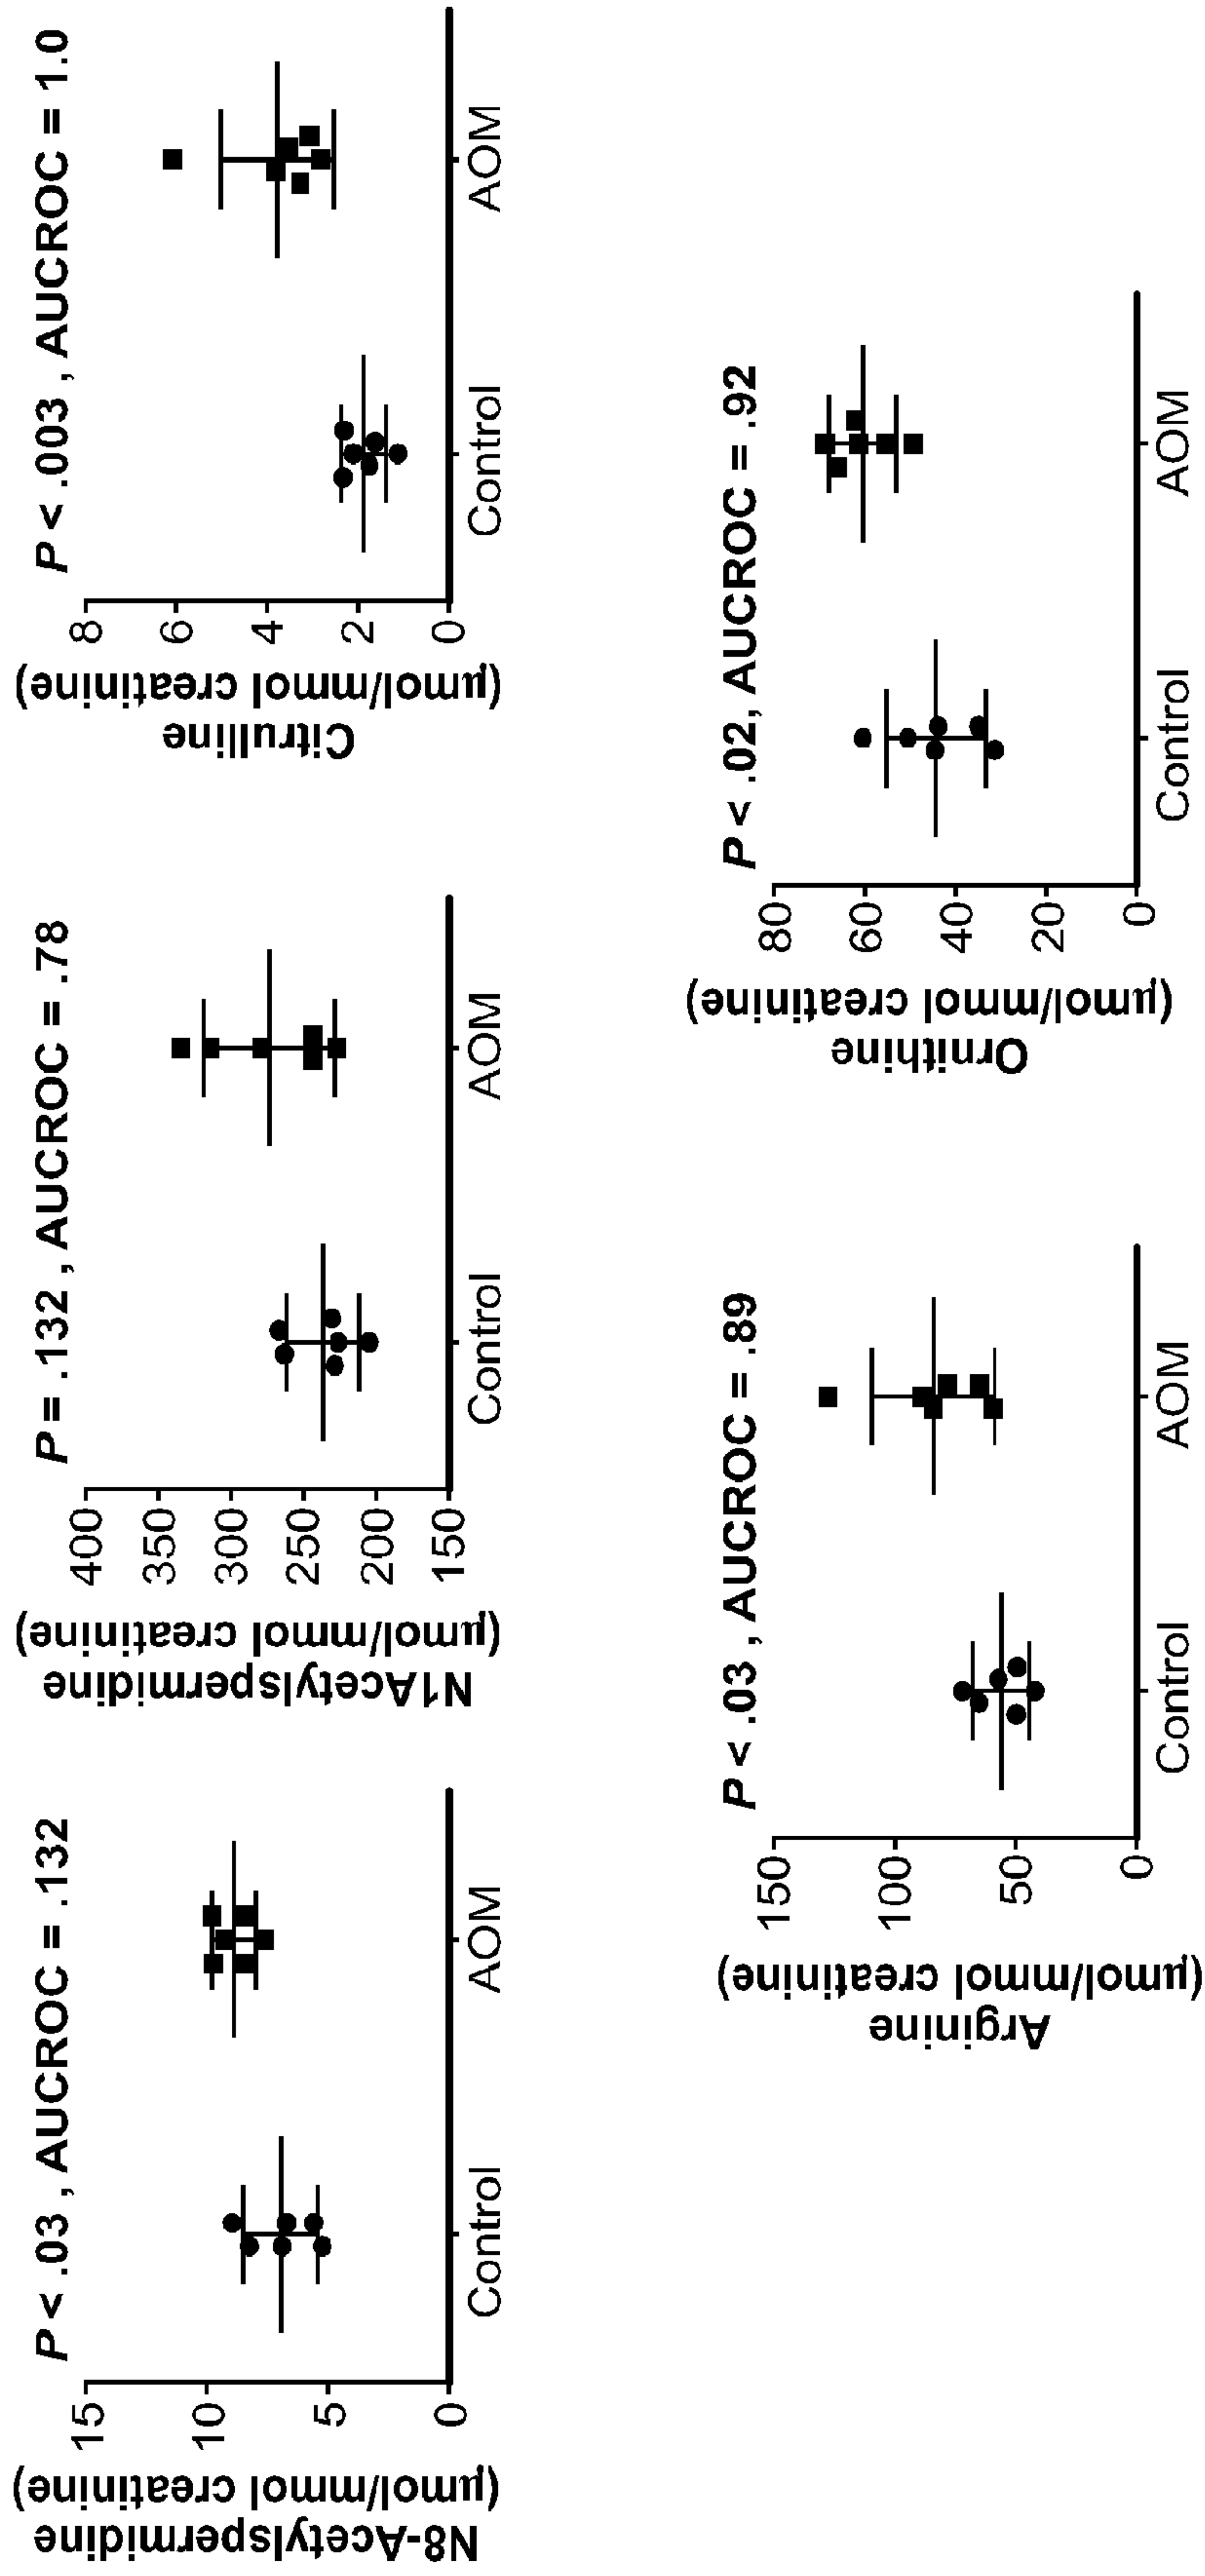 P < .03 , AUCROC = .132
N8-Acetylspermidine
(μmol/mmol creatinine)
15
10
5
0
Control
AOM
P = .132 , AUCROC = .78
N1Acetylspermidine
(μmol/mmol creatinine)
400
350
300
250
200
150
Control
AOM
P < .003 , AUCROC = 1.0
Citrulline
(μmol/mmol creatinine)
8
6
4
2
0
Control
AOM
P < .03 , AUCROC = .89
Arginine
(μmol/mmol creatinine)
150
100
50
0
Control
AOM
P < .02, AUCROC = .92
Ornithine
(μmol/mmol creatinine)
80
60
40
20
0
Control
AOM